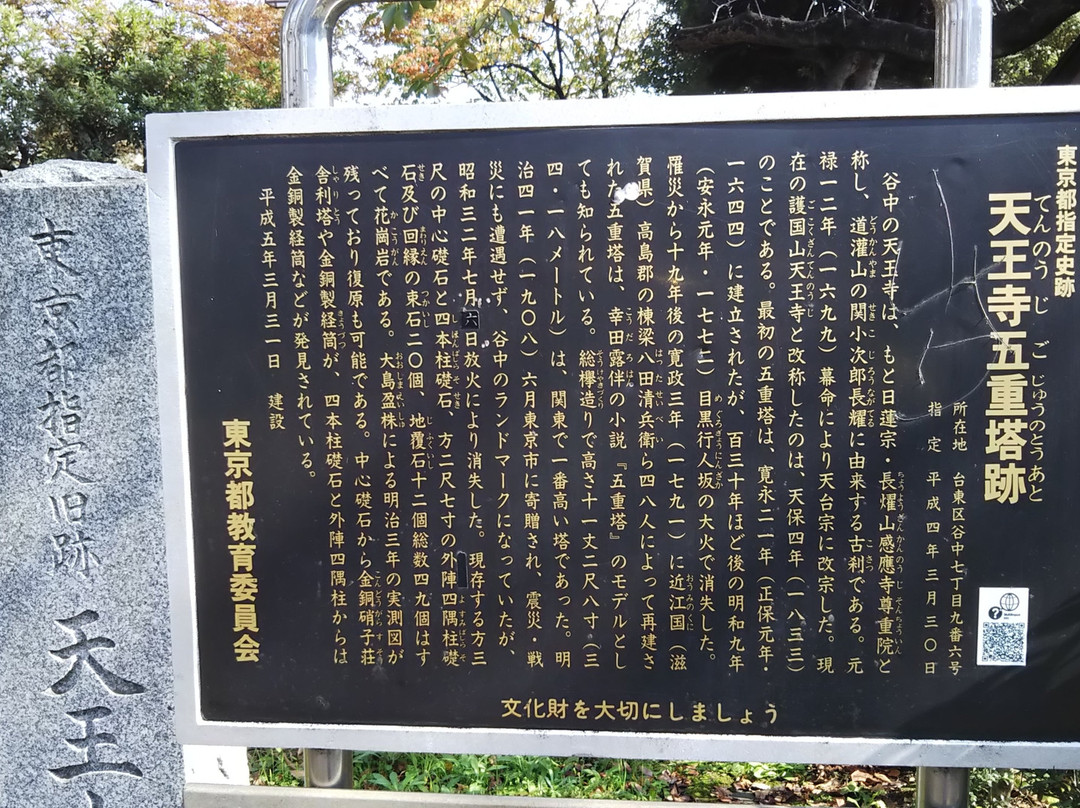 東京都指定史跡
天王寺五重塔跡
てんのうじごじゅうのとうあと
所在地 台東区谷中七丁目九番六号
指定 平成四年三月三〇日
谷中の天王寺は、もと日蓮宗・長耀山感應寺尊重院と
称し、道灌山の関小次郎長耀に由来する古刹である。元
禄一二年（一六九九）幕命により天台宗に改宗した。現
在の護国山天王寺と改称したのは、天保四年（一八三三）
のことである。最初の五重塔は、寛永二一年（正保元年・
一六四四）に建立されたが、百三十年ほど後の明和九年
（安永元年・一七七二）目黒行人坂の大火で消失した。
罹災から十九年後の寛政三年（一七九一）に近江国（滋
賀県）高島郡の棟梁八田清兵衛ら四八人によって再建さ
れた五重塔は、幸田露伴の小説『五重塔』のモデルとし
ても知られている。総欅造りで高さ十一丈二尺八寸（三
四・一八メートル）は、関東で一番高い塔であった。明
治四一年（一九〇八）六月東京市に寄贈され、震災・戦
災にも遭遇せず、谷中のランドマークになっていたが、
昭和三二年七月六日放火により消失した。現存する方三
尺の中心礎石と四本柱礎石、方二尺七寸の外陣四隅柱礎
石及び回縁の束石二〇個、地覆石十二個総数四九個はす
べて花崗岩である。大島盈株による明治三年の実測図が
残っており復原も可能である。中心礎石から金銅硝子荘
舎利塔や金銅製経筒が、四本柱礎石と外陣四隅柱からは
金銅製経筒などが発見されている。
平成五年三月三一日 建設
東京都教育委員会
文化財を大切にしましょう
東京都指定旧跡 天王